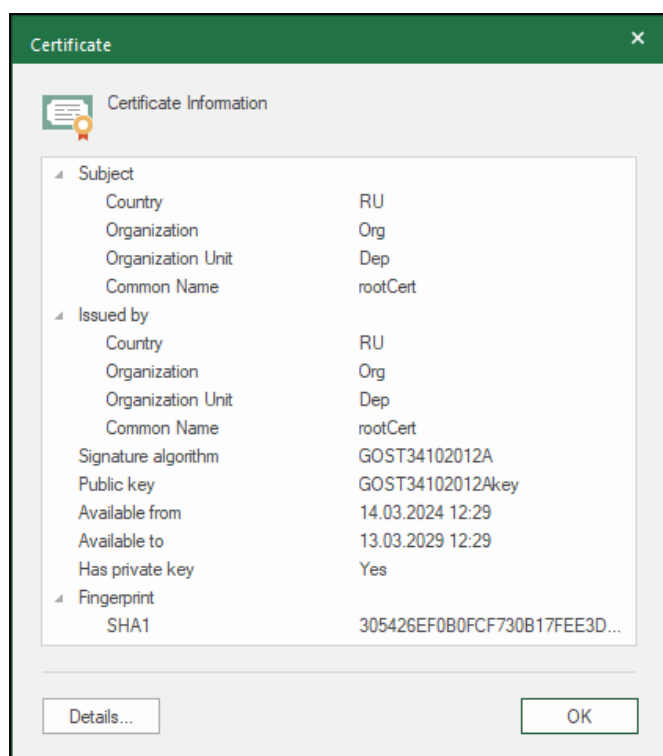 Certificate
Certificate Information
Subject
Country RU
Organization Org
Organization Unit Dep
Common Name rootCert
Issued by
Country RU
Organization Org
Organization Unit Dep
Common Name rootCert
Signature algorithm GOST34102012A
Public key GOST34102012Akey
Available from 14.03.2024 12:29
Available to 13.03.2029 12:29
Has private key Yes
Fingerprint
SHA1 305426EF0B0FCF730B17FEE3D...
Details... OK